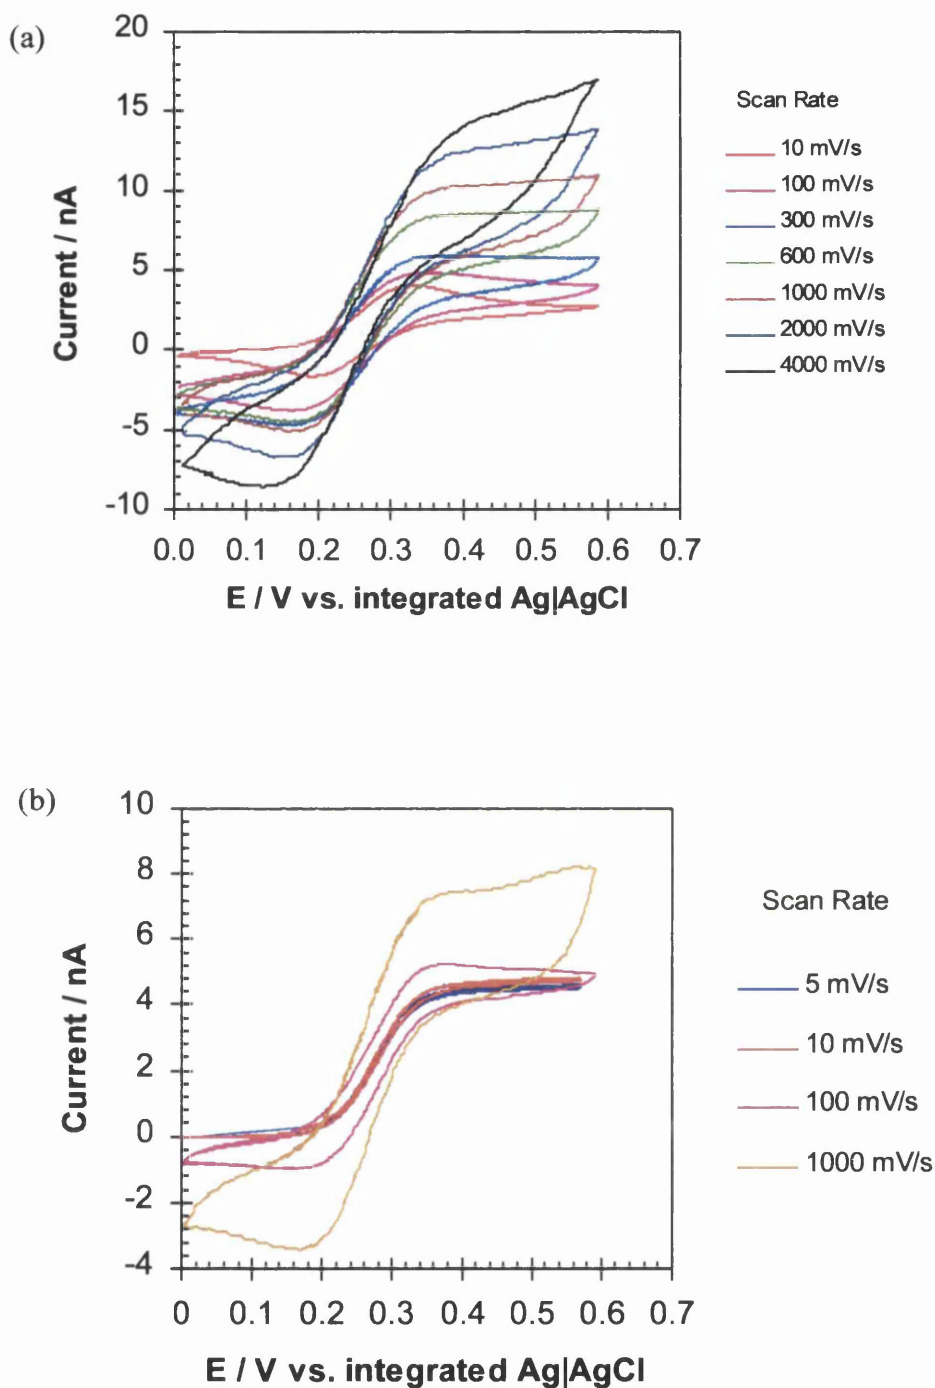 (a)
20
15
10
5
0
-5
-10
0.0 0.1 0.2 0.3 0.4 0.5 0.6 0.7
Current / nA
E / V vs. integrated Ag|AgCl
Scan Rate
10 mV/s
100 mV/s
300 mV/s
600 mV/s
1000 mV/s
2000 mV/s
4000 mV/s
(b)
10
8
6
4
2
0
-2
-4
0 0.1 0.2 0.3 0.4 0.5 0.6 0.7
Current / nA
E / V vs. integrated Ag|AgCl
Scan Rate
5 mV/s
10 mV/s
100 mV/s
1000 mV/s